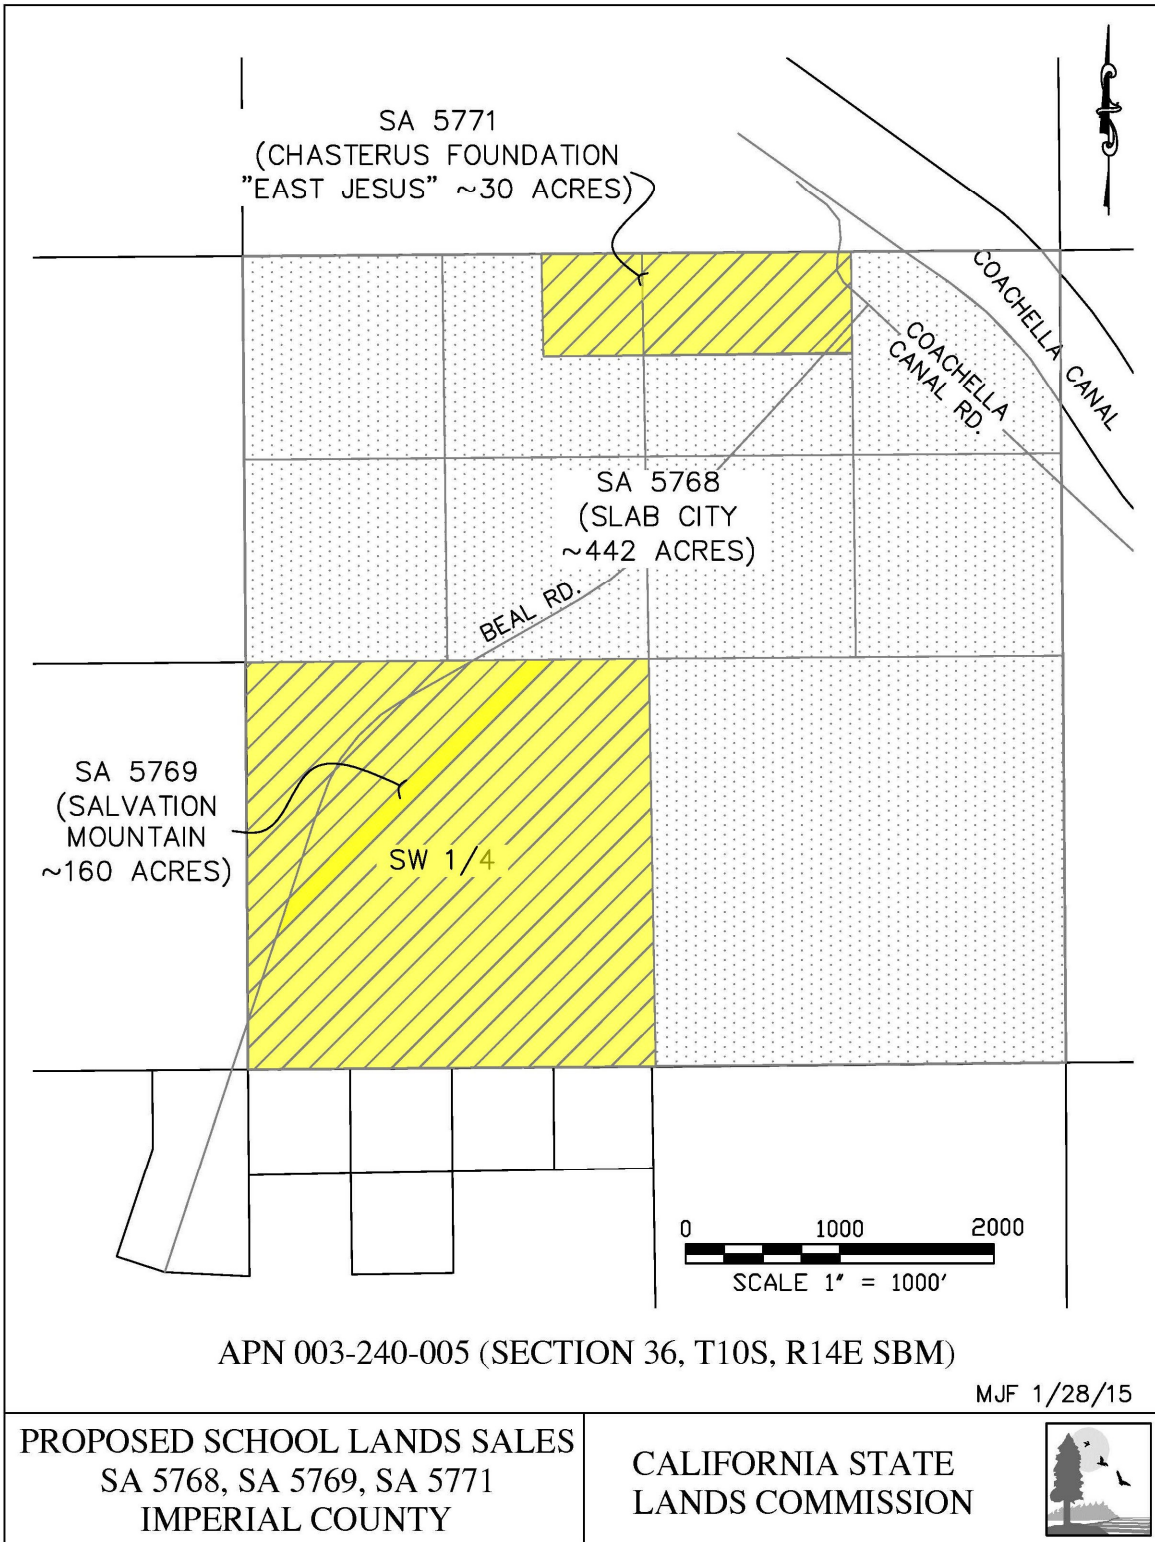 SA 5771
(CHASTERUS FOUNDATION
"EAST JESUS" ~30 ACRES)
COACHELLA CANAL
COACHELLA
CANAL RD.
SA 5768
(SLAB CITY
~442 ACRES)
BEAL RD.
SA 5769
(SALVATION
MOUNTAIN
~160 ACRES)
SW 1/4
0 1000 2000
SCALE 1" = 1000'
APN 003-240-005 (SECTION 36, T10S, R14E SBM)
MJF 1/28/15
PROPOSED SCHOOL LANDS SALES
SA 5768, SA 5769, SA 5771
IMPERIAL COUNTY
CALIFORNIA STATE
LANDS COMMISSION